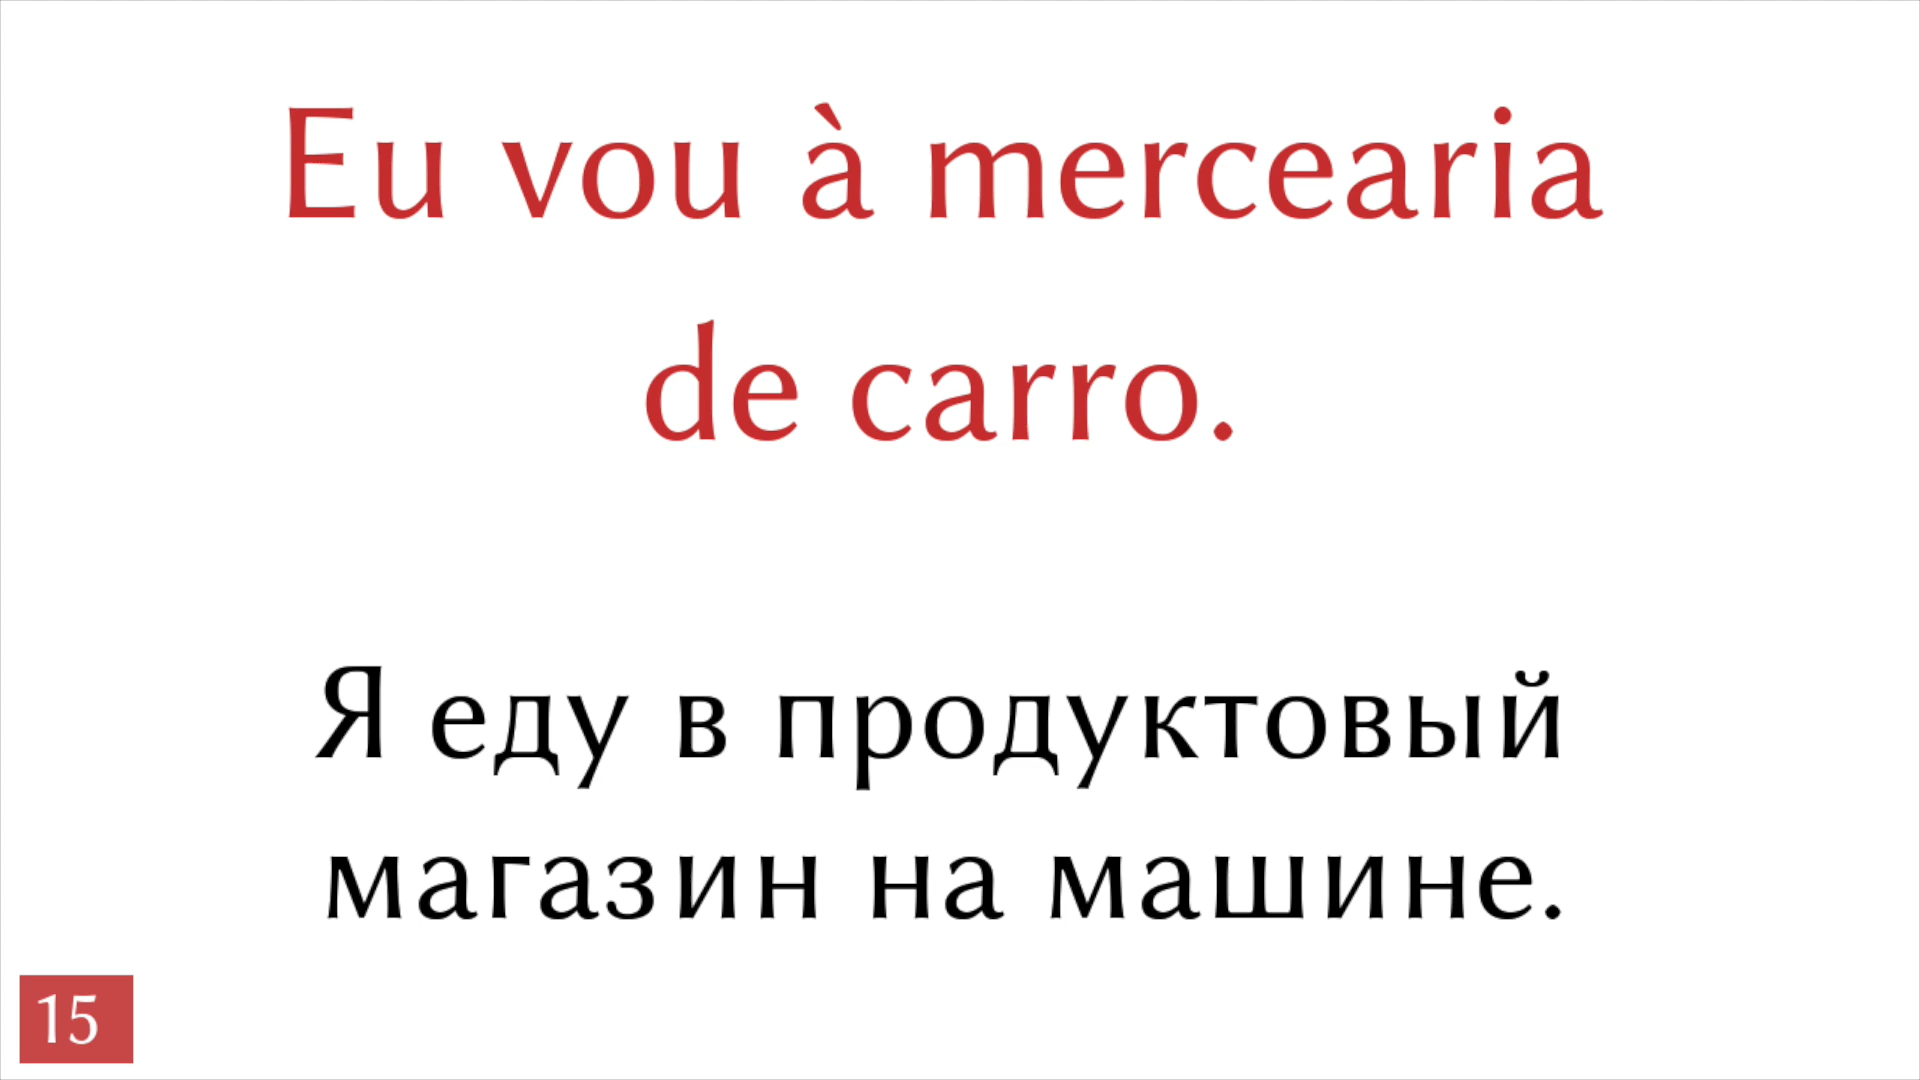 Eu vou à mercearia
de carro.
Я еду в продуктовый
магазин на машине.
15